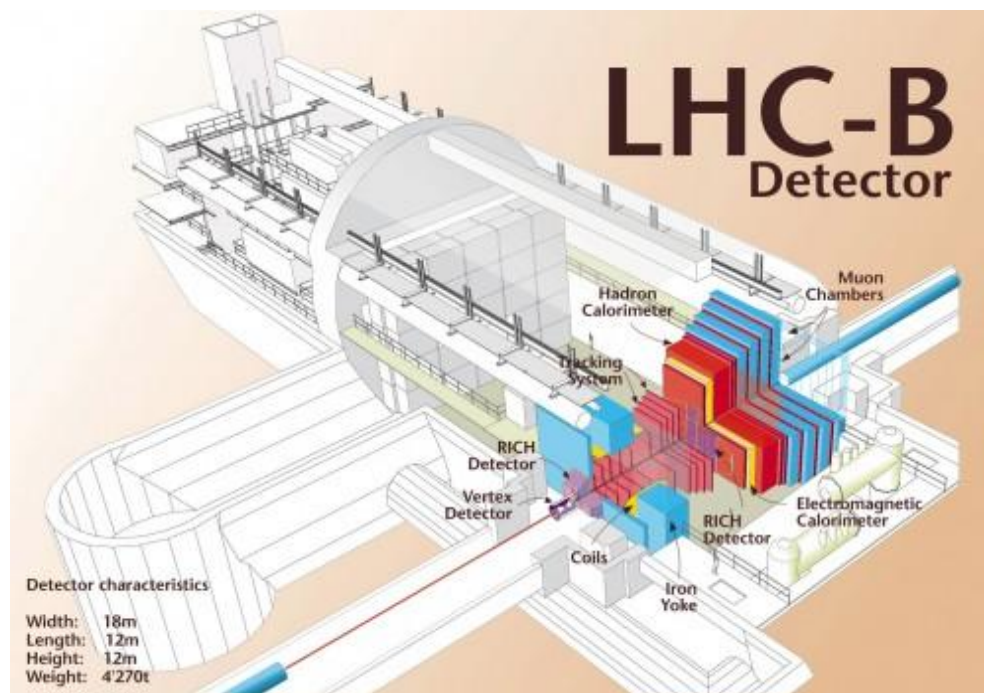 LHC-B
Detector
Muon
Chambers
Hadron
Calorimeter
Tracking
System
RICH
Detector
Vertex
Detector
Coils
Iron
Yoke
RICH
Detector
Electromagnetic
Calorimeter
Detector characteristics
Width: 18m
Length: 12m
Height: 12m
Weight: 4'270t